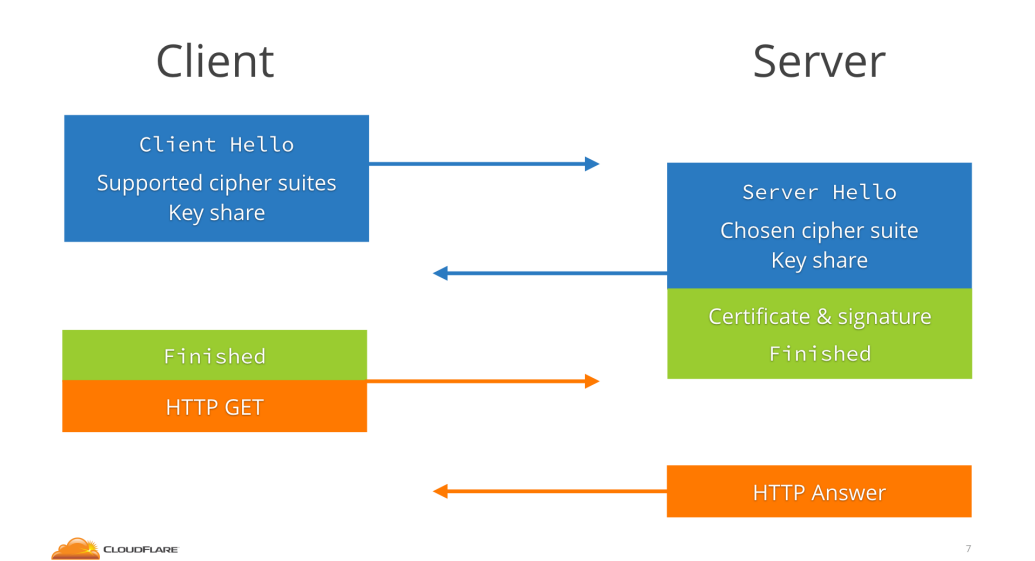 Client
Server
Client Hello
Supported cipher suites
Key share
Server Hello
Chosen cipher suite
Key share
Certificate & signature
Finished
Finished
HTTP GET
HTTP Answer
CLOUDFLARE
7